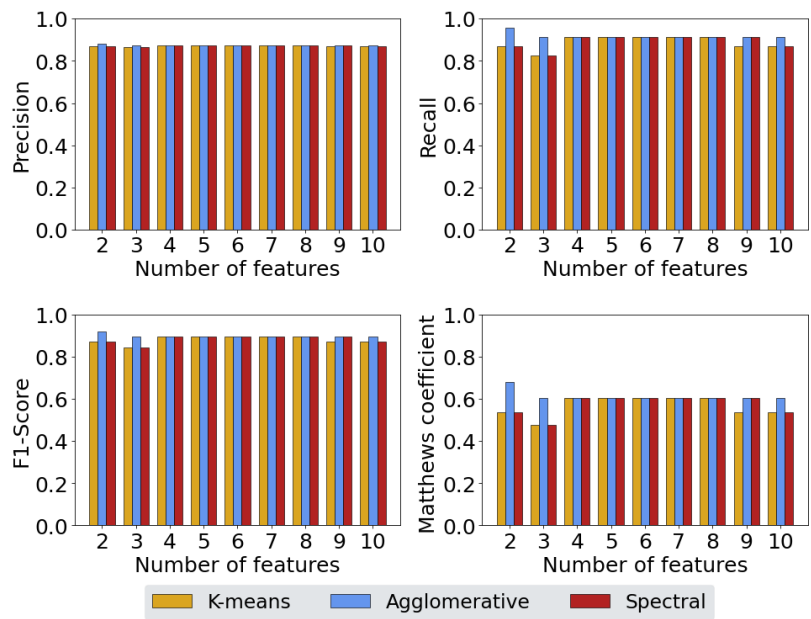 1.0
0.8
0.6
0.4
0.2
0.0
Precision
2 3 4 5 6 7 8 9 10
Number of features
1.0
0.8
0.6
0.4
0.2
0.0
Recall
2 3 4 5 6 7 8 9 10
Number of features
1.0
0.8
0.6
0.4
0.2
0.0
F1-Score
2 3 4 5 6 7 8 9 10
Number of features
1.0
0.8
0.6
0.4
0.2
0.0
Matthews coefficient
2 3 4 5 6 7 8 9 10
Number of features
K-means Agglomerative Spectral